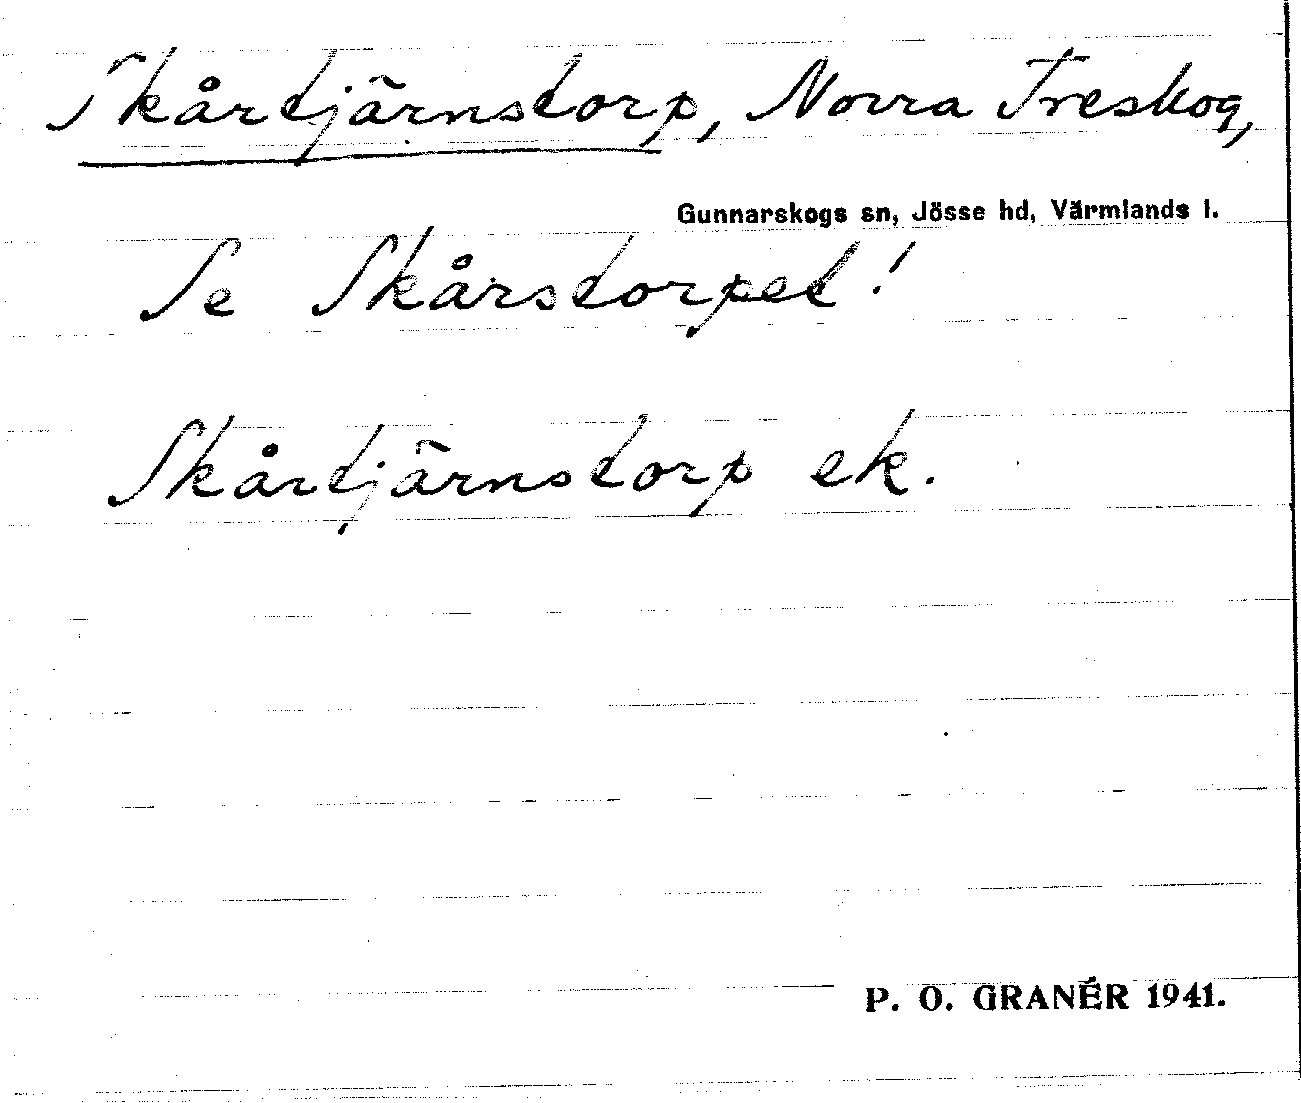 Skårtjärnstorp, Norra Treskog,
Gunnarskogs sn, Jösse hd, Värmlands l.
Se Skårstorpet!
Skårtjärnstorp ek.
P. O. GRANÉR 1941.